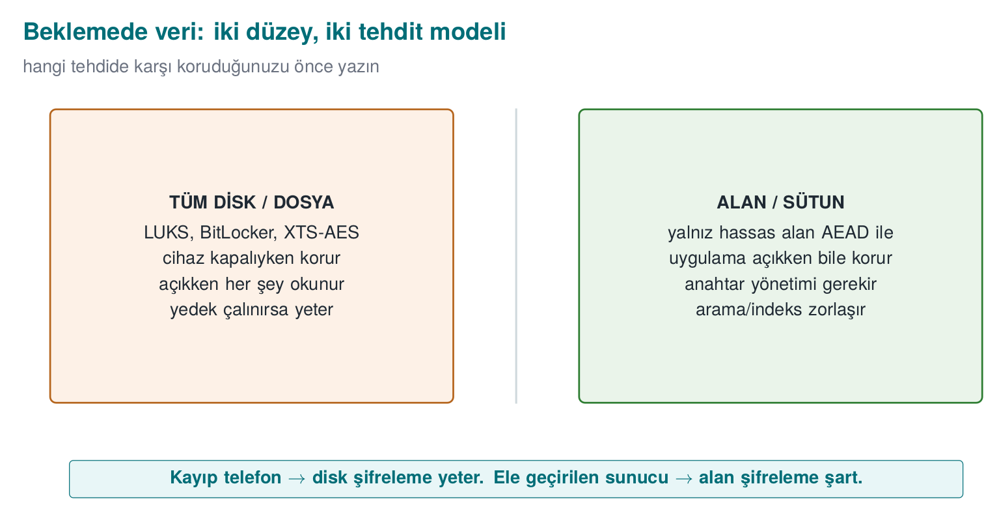 Beklemede veri: iki düzey, iki tehdit modeli
hangi tehdide karşı koruduğunuzu önce yazın
TÜM DİSK / DOSYA
LUKS, BitLocker, XTS-AES
cihaz kapalıyken korur
açıkken her şey okunur
yedek çalınırsa yeter
ALAN / SÜTUN
yalnız hassas alan AEAD ile
uygulama açıkken bile korur
anahtar yönetimi gerekir
arama/indeks zorlaşır
Kayıp telefon → disk şifreleme yeter. Ele geçirilen sunucu → alan şifreleme şart.